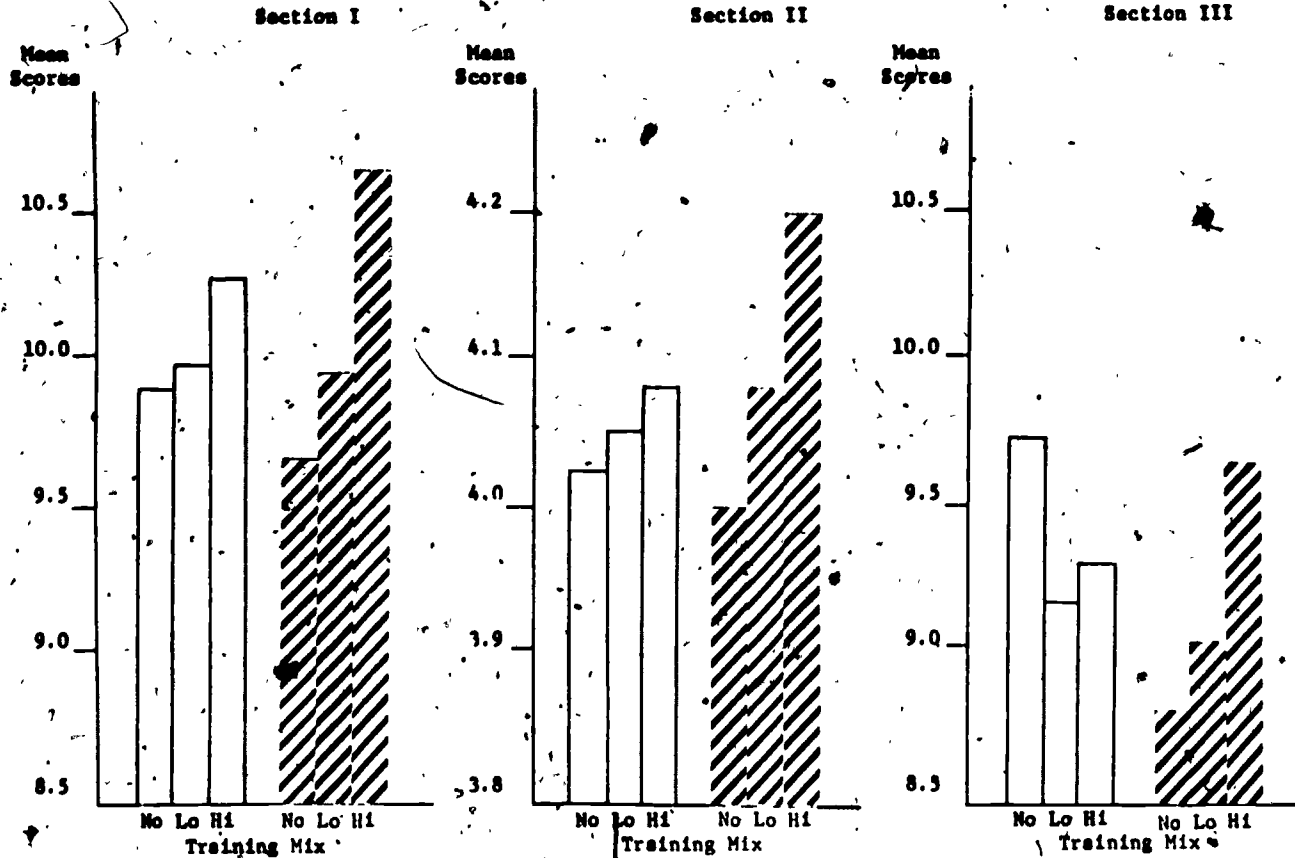 Section I
Mean
Scores
10.5
10.0
9.5
9.0
8.5
No Lo Hi
No Lo Hi
Training Mix
Section II
Mean
Scores
4.2
4.1
4.0
3.9
3.8
No Lo Hi
No Lo Hi
Training Mix
Section III
Mean
Scores
10.5
10.0
9.5
9.0
8.5
No Lo Hi
No Lo Hi
Training Mix